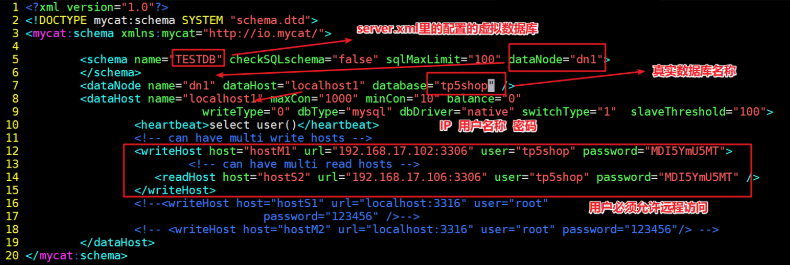 1 <?xml version="1.0"?>
2 <!DOCTYPE mycat:schema SYSTEM "schema.dtd">
3 <mycat:schema xmlns:mycat="http://io.mycat/">
server.xml里的配置的虚拟数据库
4
5 <schema name="TESTDB" checkSQLschema="false" sqlMaxLimit="100" dataNode="dn1">
6 </schema>
真实数据库名称
7 <dataNode name="dn1" dataHost="localhost1" database="tp5shop" />
8 <dataHost name="localhost1" maxCon="1000" minCon="10" balance="0"
9 writeType="0" dbType="mysql" dbDriver="native" switchType="1" slaveThreshold="100">
10 <heartbeat>select user()</heartbeat>
IP 用户名称 密码
11 <!-- can have multi write hosts -->
12 <writeHost host="hostM1" url="192.168.17.102:3306" user="tp5shop" password="MDI5YmU5MT">
13 <!-- can have multi read hosts -->
14 <readHost host="hostS2" url="192.168.17.106:3306" user="tp5shop" password="MDI5YmU5MT" />
15 </writeHost>
用户必须允许远程访问
16 <!--<writeHost host="hostS1" url="localhost:3316" user="root"
17 password="123456" />-->
18 <!-- <writeHost host="hostM2" url="localhost:3316" user="root" password="123456"/> -->
19 </dataHost>
20 </mycat:schema>